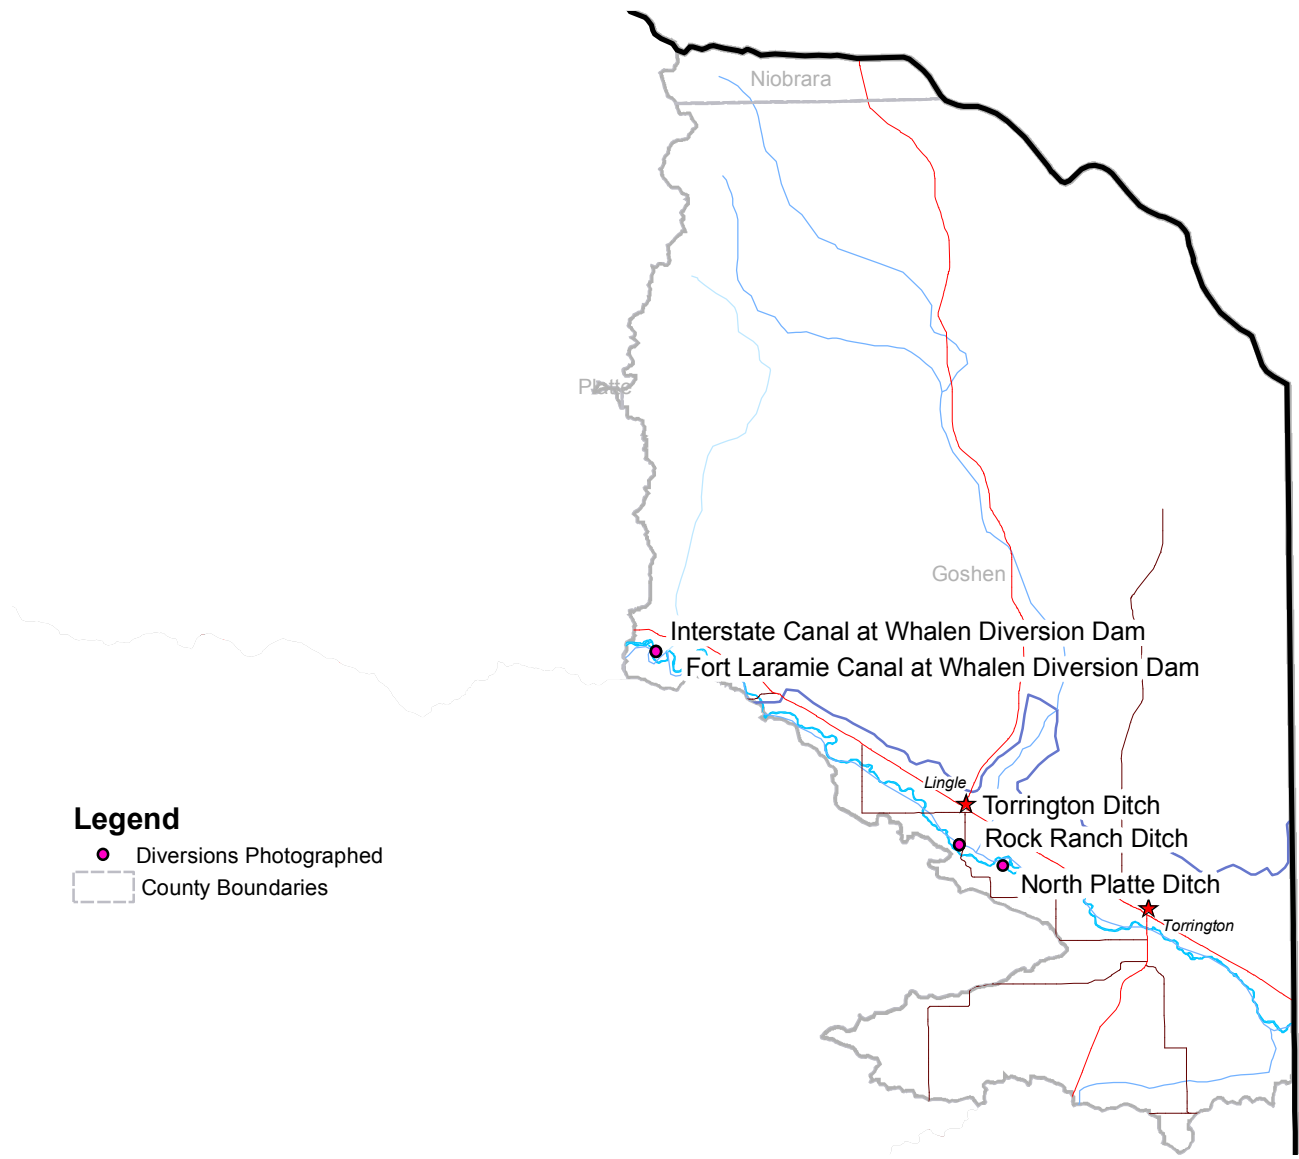 Niobrara
Platte
Goshen
Interstate Canal at Whalen Diversion Dam
Fort Laramie Canal at Whalen Diversion Dam
Lingle
Torrington Ditch
Rock Ranch Ditch
North Platte Ditch
Torrington
Legend
Diversions Photographed
County Boundaries